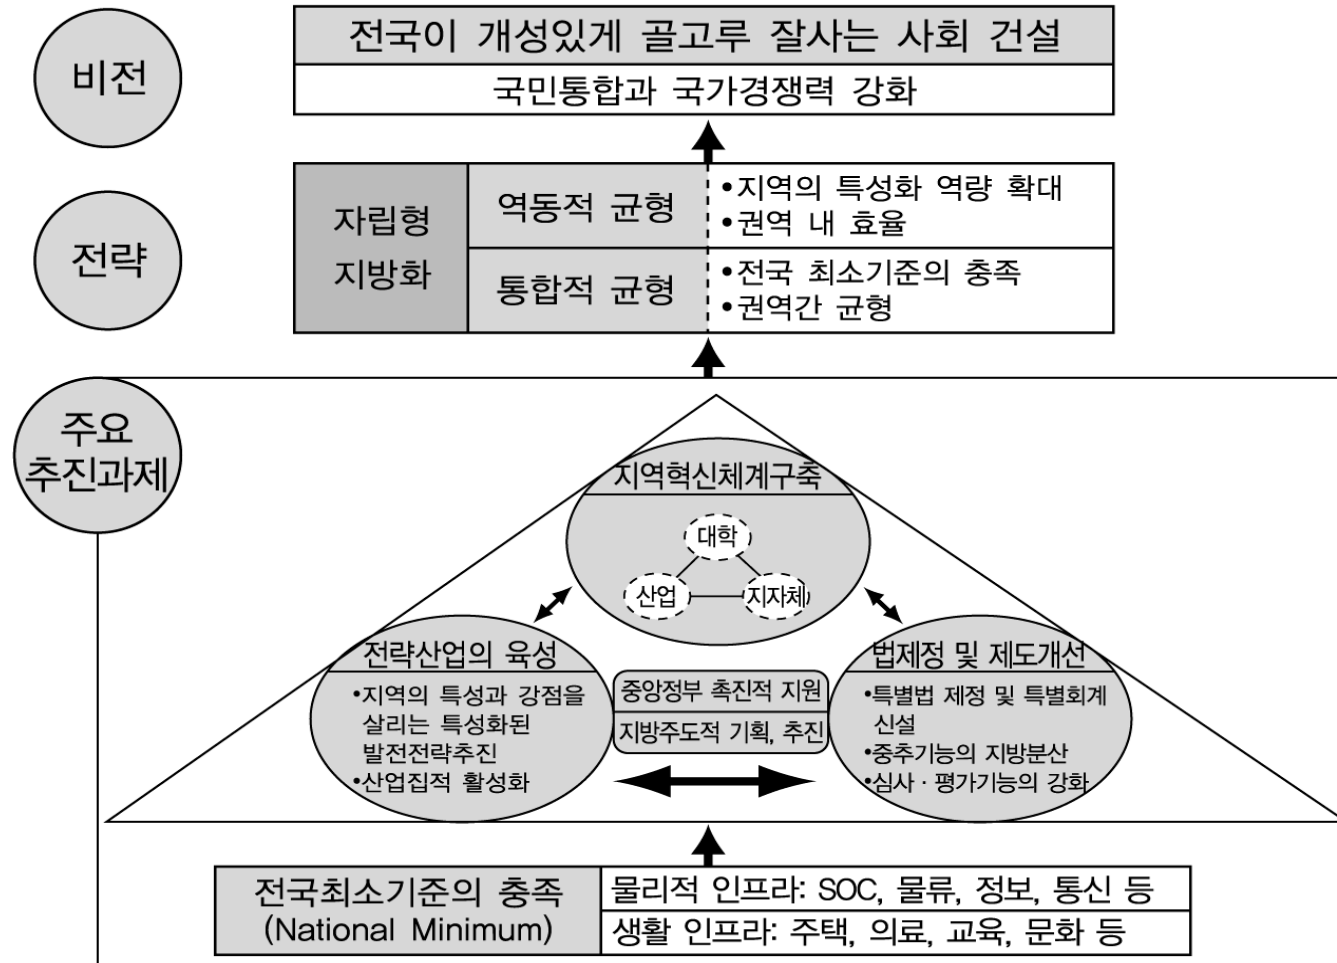 비전
전국이 개성있게 골고루 잘사는 사회 건설
국민통합과 국가경쟁력 강화
전략
자립형
지방화
역동적 균형
•지역의 특성화 역량 확대
•권역 내 효율
통합적 균형
•전국 최소기준의 충족
•권역간 균형
주요
추진과제
지역혁신체계구축
대학
산업
지자체
전략산업의 육성
•지역의 특성과 강점을
살리는 특성화된
발전전략추진
•산업집적 활성화
중앙정부 촉진적 지원
지방주도적 기획, 추진
법제정 및 제도개선
•특별법 제정 및 특별회계
신설
•중추기능의 지방분산
•심사·평가기능의 강화
전국최소기준의 충족
(National Minimum)
물리적 인프라: SOC, 물류, 정보, 통신 등
생활 인프라: 주택, 의료, 교육, 문화 등